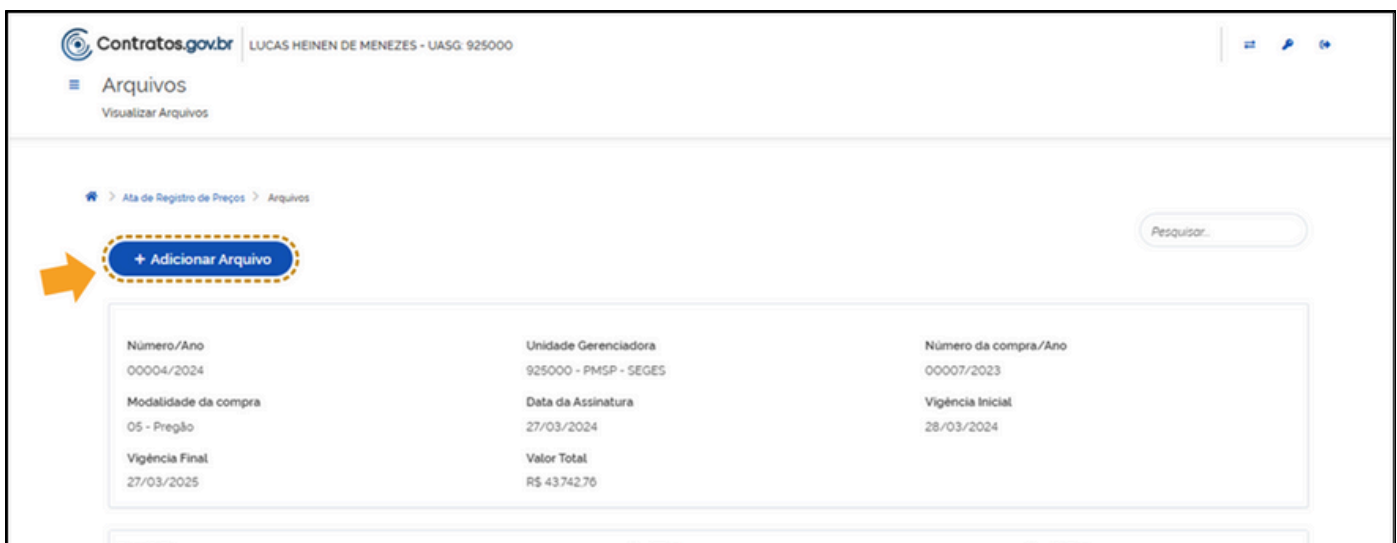 Contratos.gov.br LUCAS HEINEN DE MENEZES - UASG: 925000
Arquivos
Visualizar Arquivos
Ata de Registro de Preços > Arquivos
Pesquisar...
+ Adicionar Arquivo
Número/Ano Unidade Gerenciadora Número da compra/Ano
00004/2024 925000 - PMSP - SEGES 00007/2023
Modalidade da compra Data da Assinatura Vigência Inicial
05 - Pregão 27/03/2024 28/03/2024
Vigência Final Valor Total
27/03/2025 R$ 43.742,76